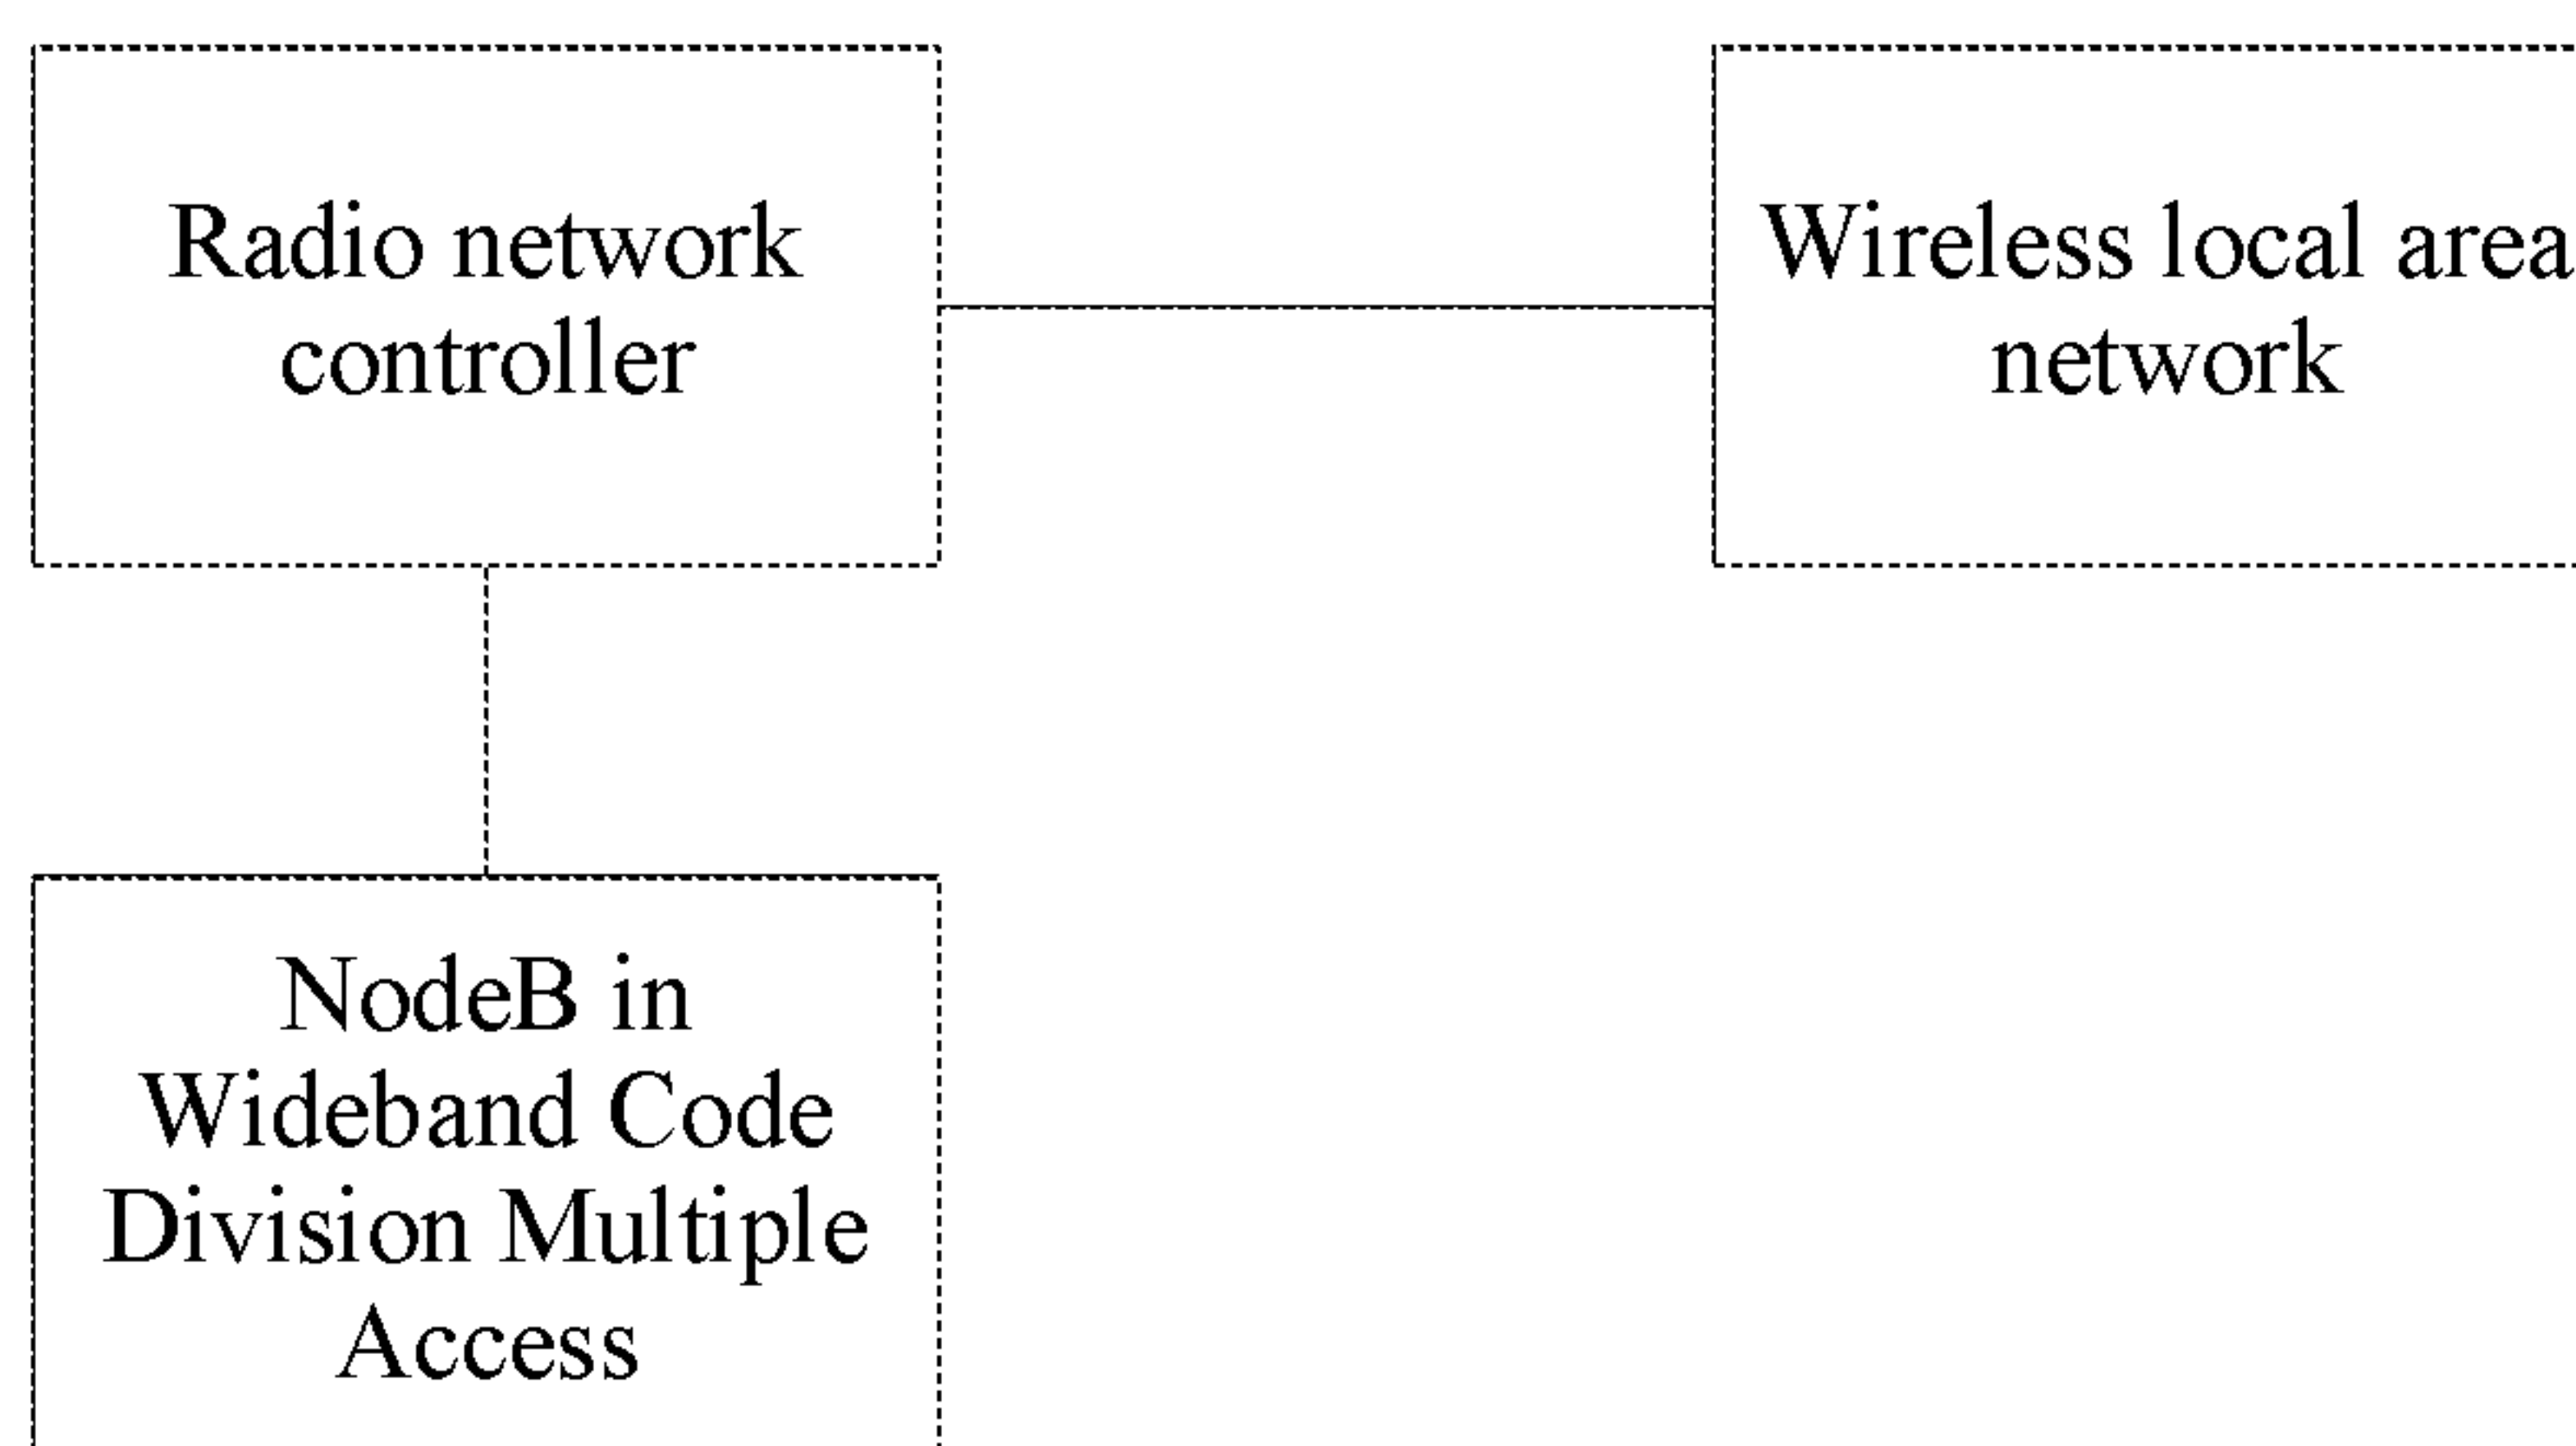 Radio network
controller
Wireless local area
network
NodeB in
Wideband Code
Division Multiple
Access